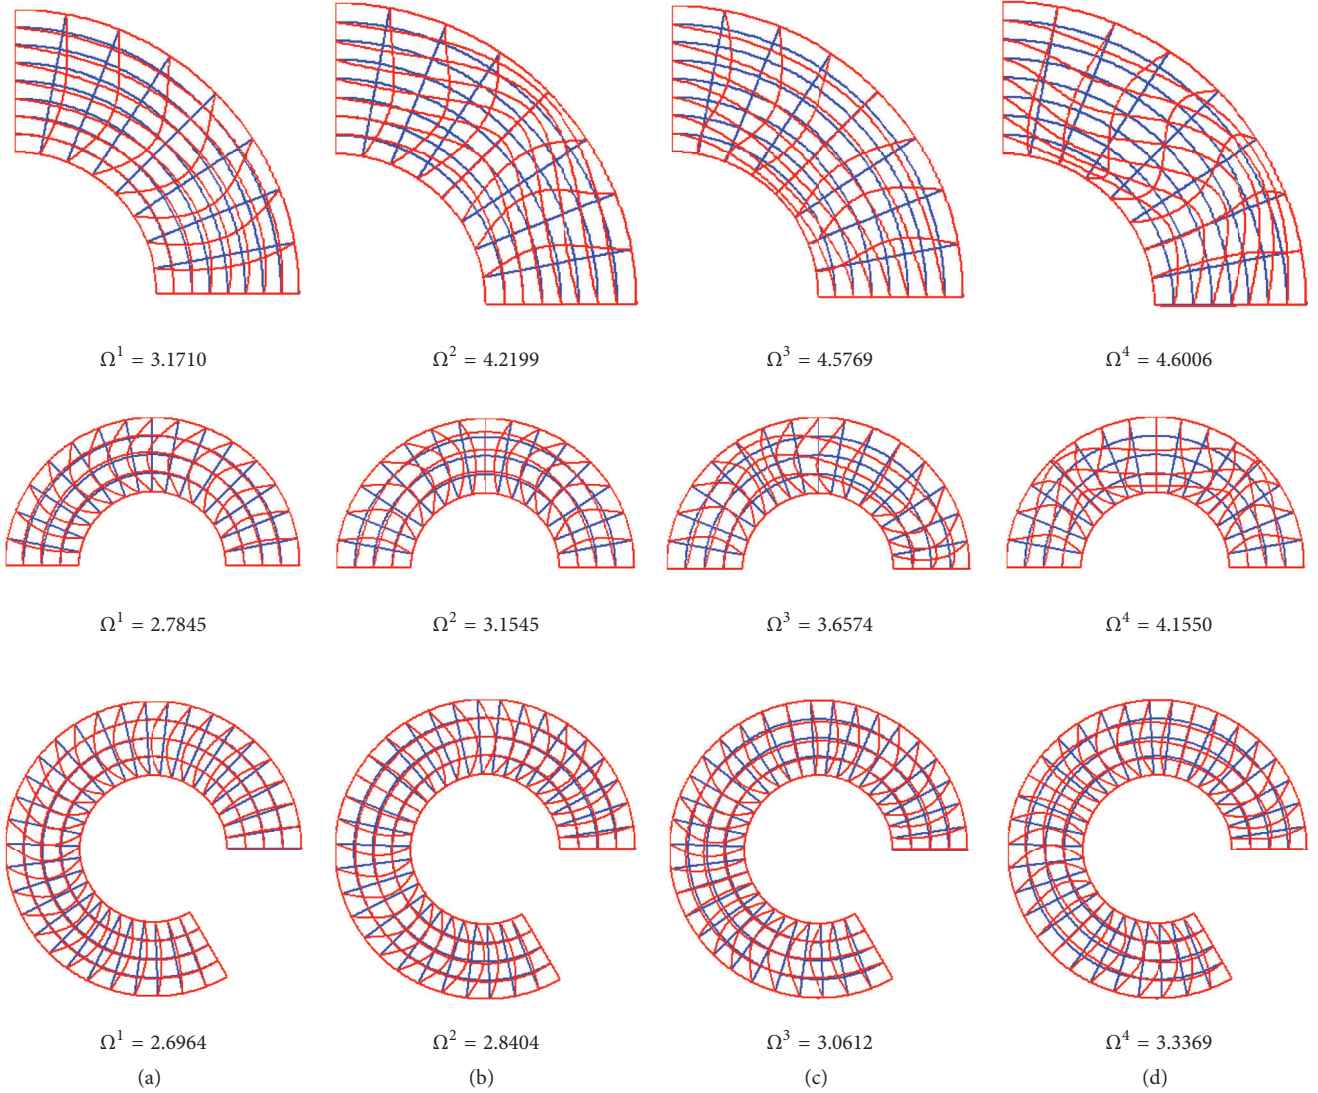 Ω¹ = 3.1710 Ω² = 4.2199 Ω³ = 4.5769 Ω⁴ = 4.6006
Ω¹ = 2.7845 Ω² = 3.1545 Ω³ = 3.6574 Ω⁴ = 4.1550
Ω¹ = 2.6964 Ω² = 2.8404 Ω³ = 3.0612 Ω⁴ = 3.3369
(a) (b) (c) (d)